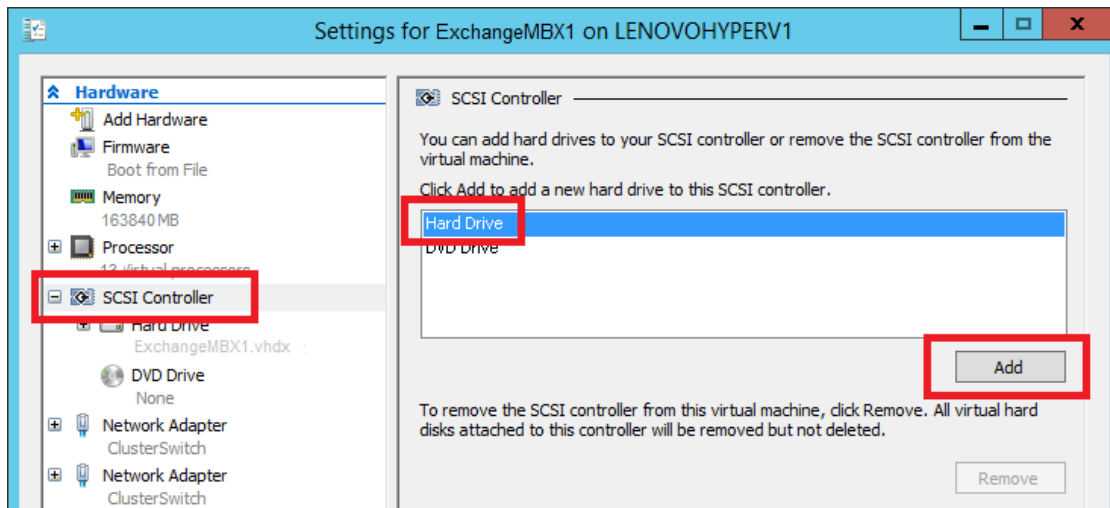 Settings for ExchangeMBX1 on LENOVOHYPERV1
Hardware
Add Hardware
Firmware
Boot from File
Memory
163840 MB
Processor
virtual processors
SCSI Controller
Hard Drive
ExchangeMBX1.vhdx
DVD Drive
None
Network Adapter
ClusterSwitch
Network Adapter
ClusterSwitch
SCSI Controller
You can add hard drives to your SCSI controller or remove the SCSI controller from the
virtual machine.
Click Add to add a new hard drive to this SCSI controller.
Hard Drive
DVD Drive
Add
To remove the SCSI controller from this virtual machine, click Remove. All virtual hard
disks attached to this controller will be removed but not deleted.
Remove